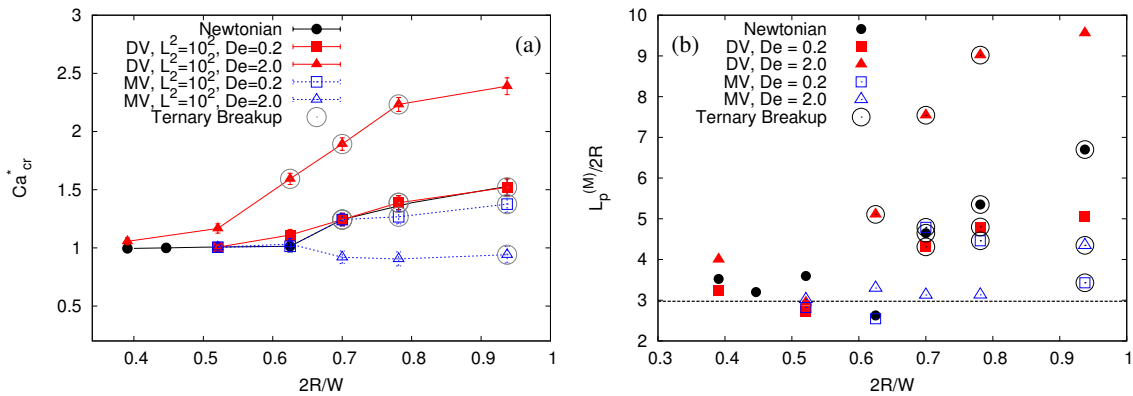 3
2.5
2
1.5
1
0.5
Ca*cr
0.4 0.5 0.6 0.7 0.8 0.9 1
2R/W
Newtonian
DV, L²=10², De=0.2
DV, L²=10², De=2.0
MV, L²=10², De=0.2
MV, L²=10², De=2.0
Ternary Breakup
(a)
10
9
8
7
6
5
4
3
2
Lp(M)/2R
0.3 0.4 0.5 0.6 0.7 0.8 0.9 1
2R/W
(b)
Newtonian
DV, De = 0.2
DV, De = 2.0
MV, De = 0.2
MV, De = 2.0
Ternary Breakup